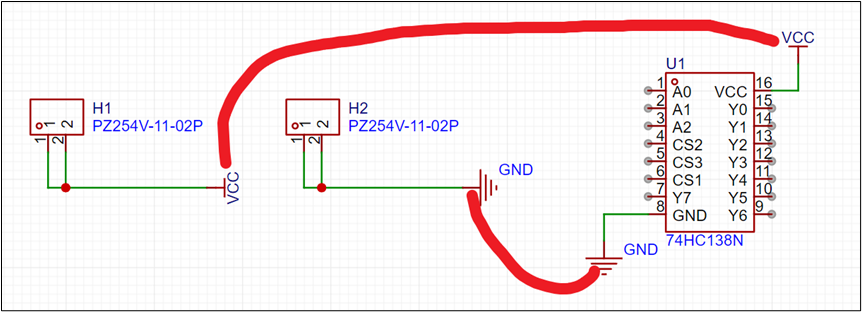 VCC
U1
H1
PZ254V-11-02P
1
2
1
2
VCC
H2
PZ254V-11-02P
1
2
1
2
GND
1
A0
2
A1
3
A2
4
CS2
5
CS3
6
CS1
7
Y7
8
GND
16
VCC
15
Y0
14
Y1
13
Y2
12
Y3
11
Y4
10
Y5
9
Y6
74HC138N
GND